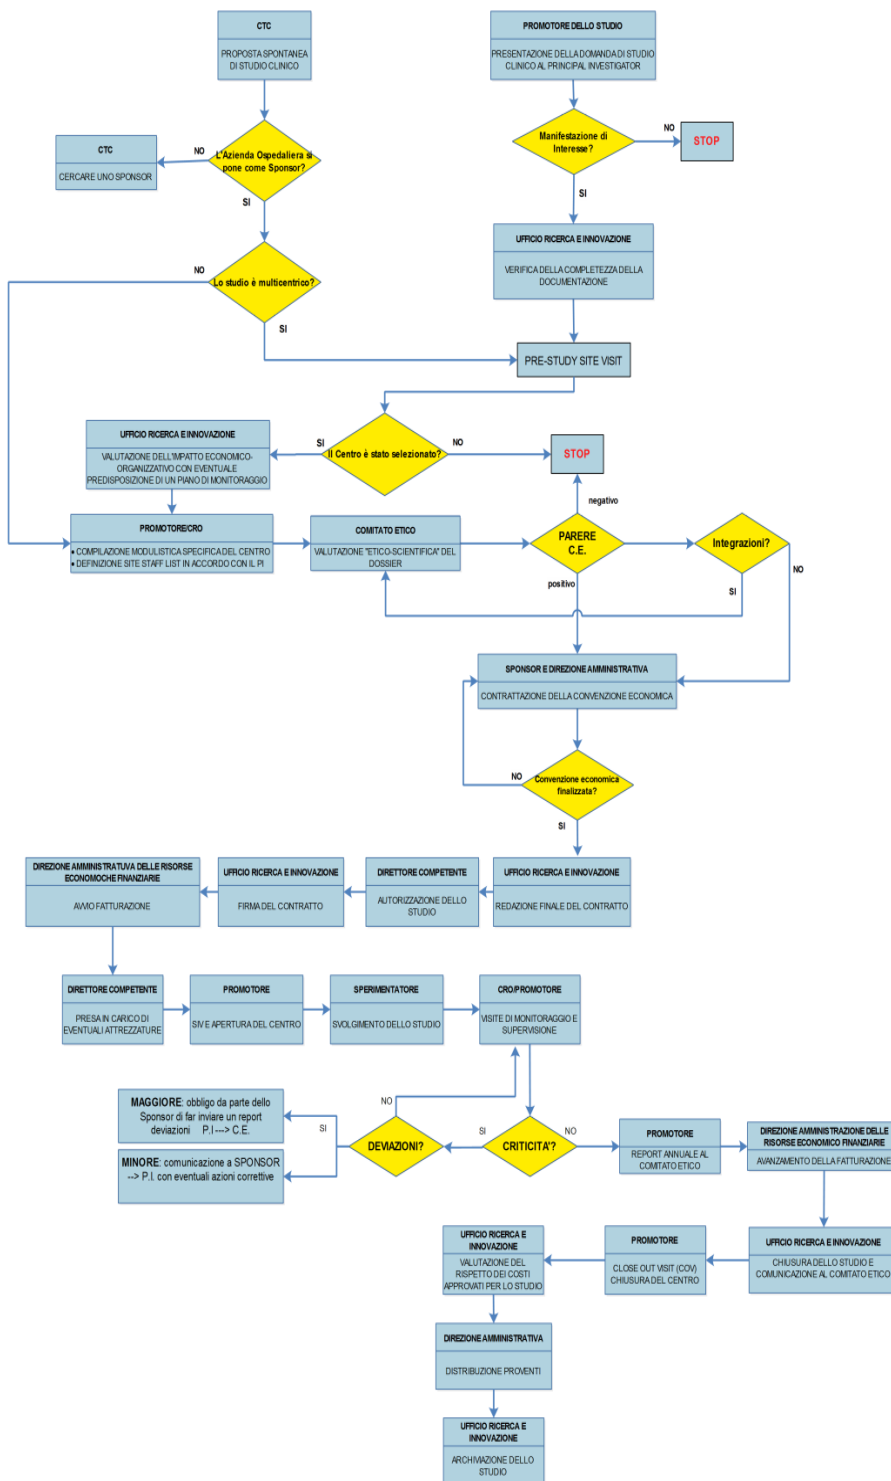 CTC
PROPOSTA SPONTANEA
DI STUDIO CLINICO
PROMOTORE DELLO STUDIO
PRESENTAZIONE DELLA DOMANDA DI STUDIO
CLINICO AL PRINCIPAL INVESTIGATOR
L'Azienda Ospedaliera si
pone come Sponsor?
NO
CTC
CERCARE UNO SPONSOR
SI
Manifestazione di
Interesse?
NO
STOP
SI
UFFICIO RICERCA E INNOVAZIONE
VERIFICA DELLA COMPLETEZZA DELLA
DOCUMENTAZIONE
Lo studio è multicentrico?
NO
SI
PRE-STUDY SITE VISIT
Il Centro è stato selezionato?
SI
NO
STOP
UFFICIO RICERCA E INNOVAZIONE
VALUTAZIONE DELL'IMPATTO ECONOMICO-
ORGANIZZATIVO CON EVENTUALE
PREDISPOSIZIONE DI UN PIANO DI MONITORAGGIO
PROMOTORE/CRO
• COMPILAZIONE MODULISTICA SPECIFICA DEL CENTRO
• DEFINIZIONE SITE STAFF LIST IN ACCORDO CON IL PI
COMITATO ETICO
VALUTAZIONE "ETICO-SCIENTIFICA" DEL
DOSSIER
PARERE
C.E.
negativo
positivo
Integrazioni?
SI
NO
SPONSOR E DIREZIONE AMMINISTRATIVA
CONTRATTAZIONE DELLA CONVENZIONE ECONOMICA
Convenzione economica
finalizzata?
NO
SI
UFFICIO RICERCA E INNOVAZIONE
REDAZIONE FINALE DEL CONTRATTO
DIRETTORE COMPETENTE
AUTORIZZAZIONE DELLO
STUDIO
UFFICIO RICERCA E INNOVAZIONE
FIRMA DEL CONTRATTO
DIREZIONE AMMINISTRATUVA DELLE RISORSE
ECONOMOCHE FINANZIARIE
AVVIO FATTURAZIONE
DIRETTORE COMPETENTE
PRESA IN CARICO DI
EVENTUALI ATTREZZATURE
PROMOTORE
SIV E APERTURA DEL CENTRO
SPERIMENTATORE
SVOLGIMENTO DELLO STUDIO
CRO/PROMOTORE
VISITE DI MONITORAGGIO E
SUPERVISIONE
CRITICITA'?
SI
NO
DEVIAZIONI?
NO
SI
MAGGIORE: obbligo da parte dello
Sponsor di far inviare un report
deviazioni P.I ---> C.E.
MINORE: comunicazione a SPONSOR
--> P.I. con eventuali azioni correttive
PROMOTORE
REPORT ANNUALE AL
COMITATO ETICO
DIREZIONE AMMINISTRAZIONE DELLE
RISORSE ECONOMICO FINANZIARIE
AVANZAMENTO DELLA FATTURAZIONE
UFFICIO RICERCA E INNOVAZIONE
CHIUSURA DELLO STUDIO E
COMUNICAZIONE AL COMITATO ETICO
PROMOTORE
CLOSE OUT VISIT (COV)
CHIUSURA DEL CENTRO
UFFICIO RICERCA E
INNOVAZIONE
VALUTAZIONE DEL
RISPETTO DEI COSTI
APPROVATI PER LO STUDIO
DIREZIONE AMMINISTRATIVA
DISTRIBUZIONE PROVENTI
UFFICIO RICERCA E
INNOVAZIONE
ARCHIVIAZIONE DELLO
STUDIO